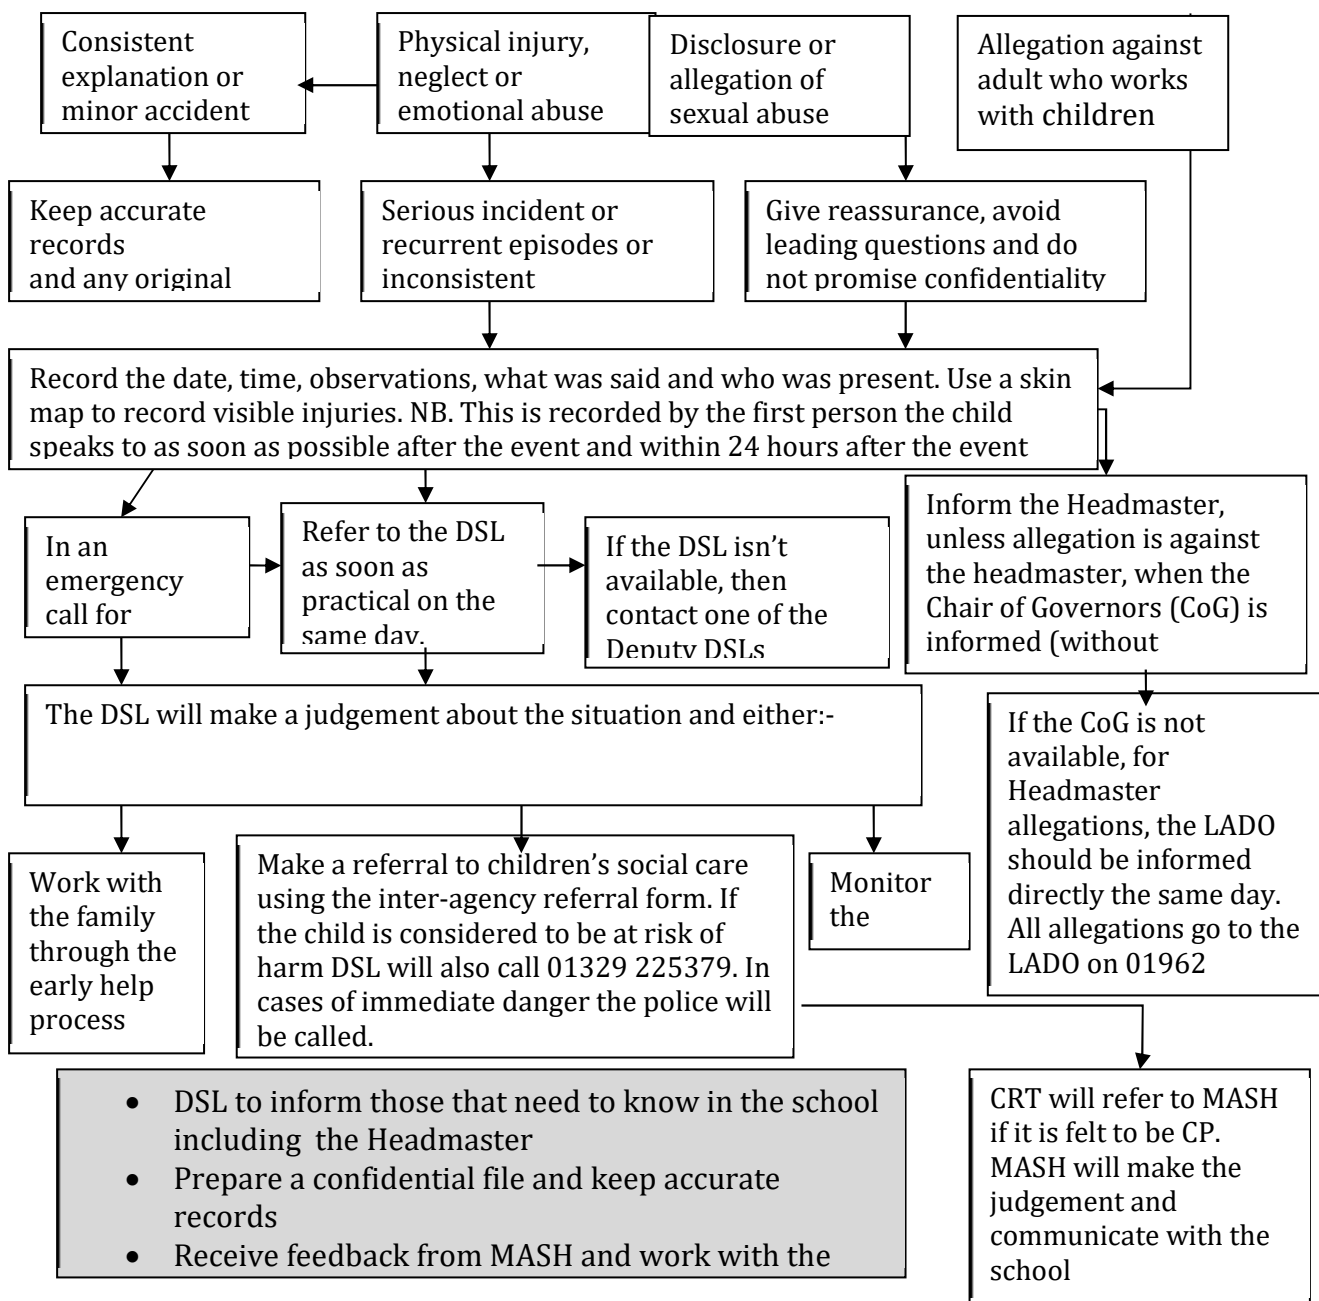 Consistent
explanation or
minor accident
Physical injury,
neglect or
emotional abuse
Disclosure or
allegation of
sexual abuse
Allegation against
adult who works
with children
Keep accurate
records
and any original
Serious incident or
recurrent episodes or
inconsistent
Give reassurance, avoid
leading questions and do
not promise confidentiality
Record the date, time, observations, what was said and who was present. Use a skin
map to record visible injuries. NB. This is recorded by the first person the child
speaks to as soon as possible after the event and within 24 hours after the event
In an
emergency
call for
Refer to the DSL
as soon as
practical on the
same day.
If the DSL isn’t
available, then
contact one of the
Deputy DSLs
Inform the Headmaster,
unless allegation is against
the headmaster, when the
Chair of Governors (CoG) is
informed (without
The DSL will make a judgement about the situation and either:-
If the CoG is not
available, for
Headmaster
allegations, the LADO
should be informed
directly the same day.
All allegations go to the
LADO on 01962
Work with
the family
through the
early help
process
Make a referral to children’s social care
using the inter-agency referral form. If
the child is considered to be at risk of
harm DSL will also call 01329 225379. In
cases of immediate danger the police will
be called.
Monitor
the
• DSL to inform those that need to know in the school
including the Headmaster
• Prepare a confidential file and keep accurate
records
• Receive feedback from MASH and work with the
CRT will refer to MASH
if it is felt to be CP.
MASH will make the
judgement and
communicate with the
school